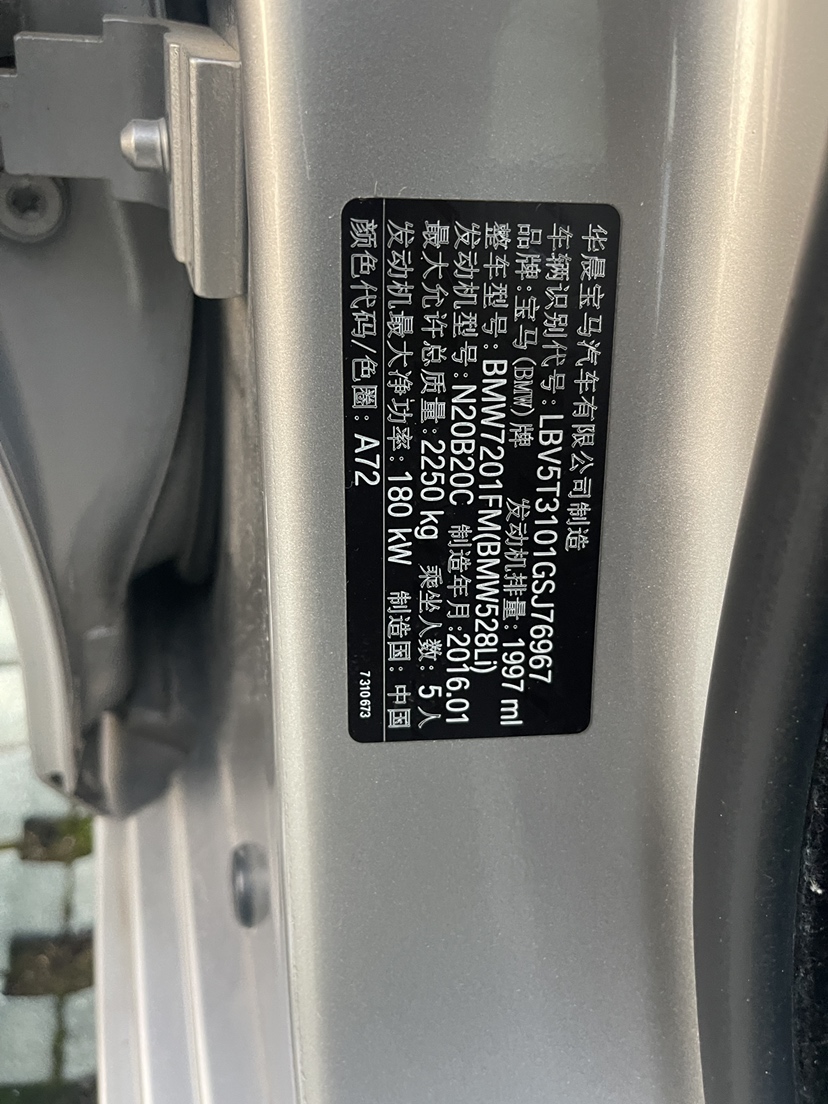 华晨宝马汽车有限公司制造
车辆识别代号: LBV5T3101GSJ76967
品牌:宝马(BMW)牌 发动机排量: 1997 ml
整车型号: BMW7201FM(BMW528Li)
发动机型号: N20B20C 制造年月:2016.01
最大允许总质量: 2250 kg 乘坐人数: 5 人
发动机最大净功率: 180 kW 制造国: 中国
颜色代码/色圈: A72
7310673